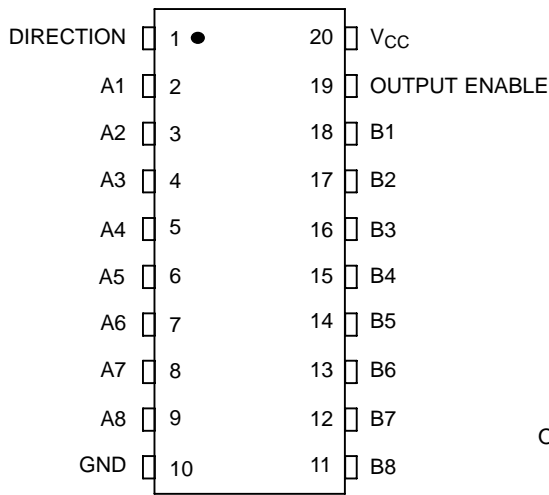 DIRECTION 1 20 VCC
A1 2 19 OUTPUT ENABLE
A2 3 18 B1
A3 4 17 B2
A4 5 16 B3
A5 6 15 B4
A6 7 14 B5
A7 8 13 B6
A8 9 12 B7
GND 10 11 B8